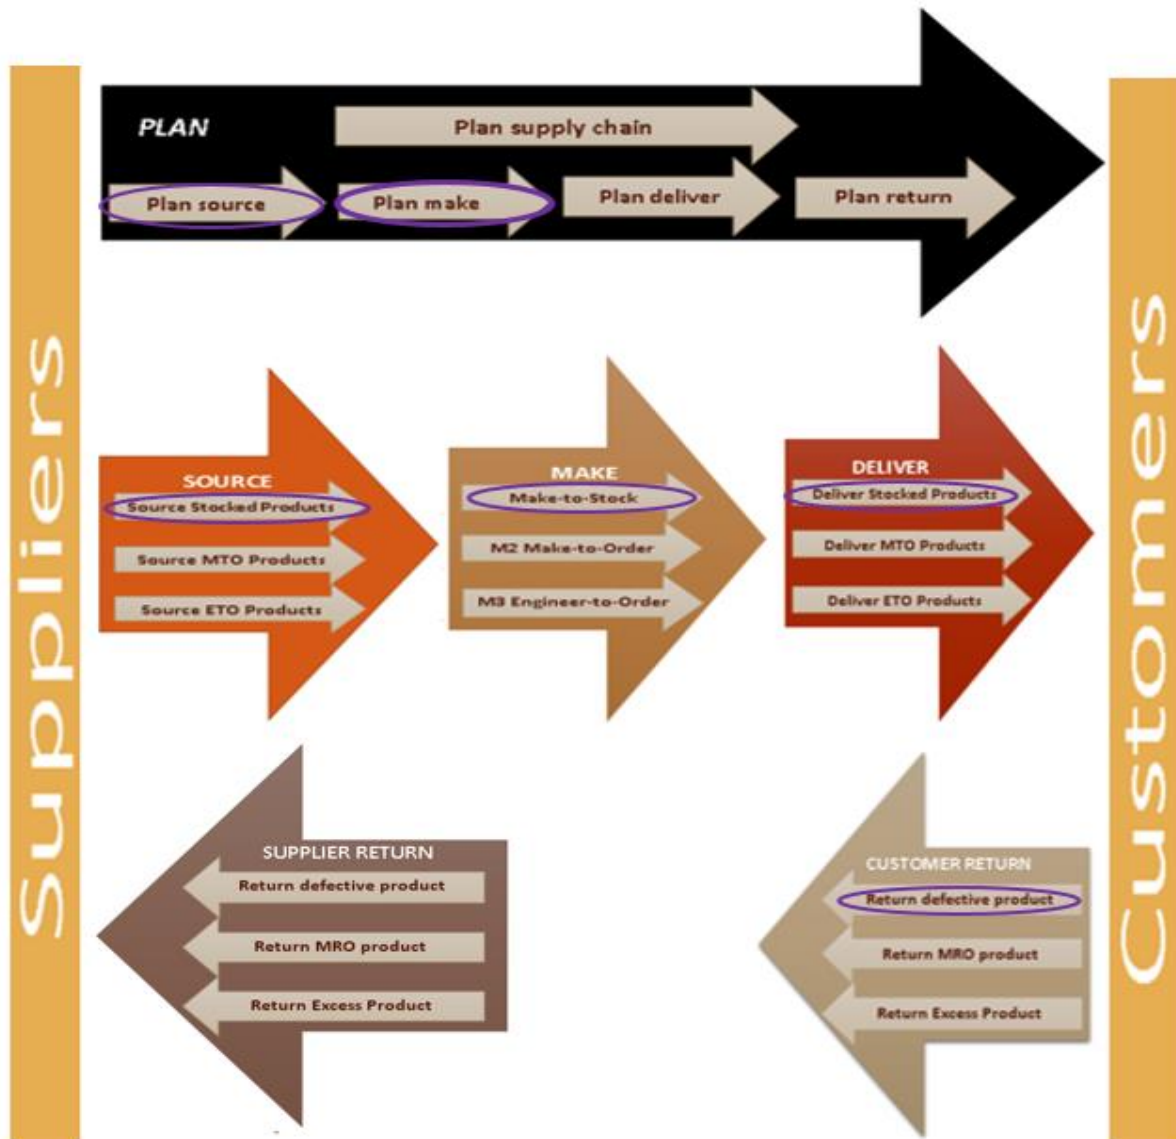 PLAN
Plan supply chain
Plan source
Plan make
Plan deliver
Plan return
Suppliers
SOURCE
Source Stocked Products
Source MTO Products
Source ETO Products
MAKE
Make-to-Stock
M2 Make-to-Order
M3 Engineer-to-Order
DELIVER
Deliver Stocked Products
Deliver MTO Products
Deliver ETO Products
Customers
SUPPLIER RETURN
Return defective product
Return MRO product
Return Excess Product
CUSTOMER RETURN
Return defective product
Return MRO product
Return Excess Product